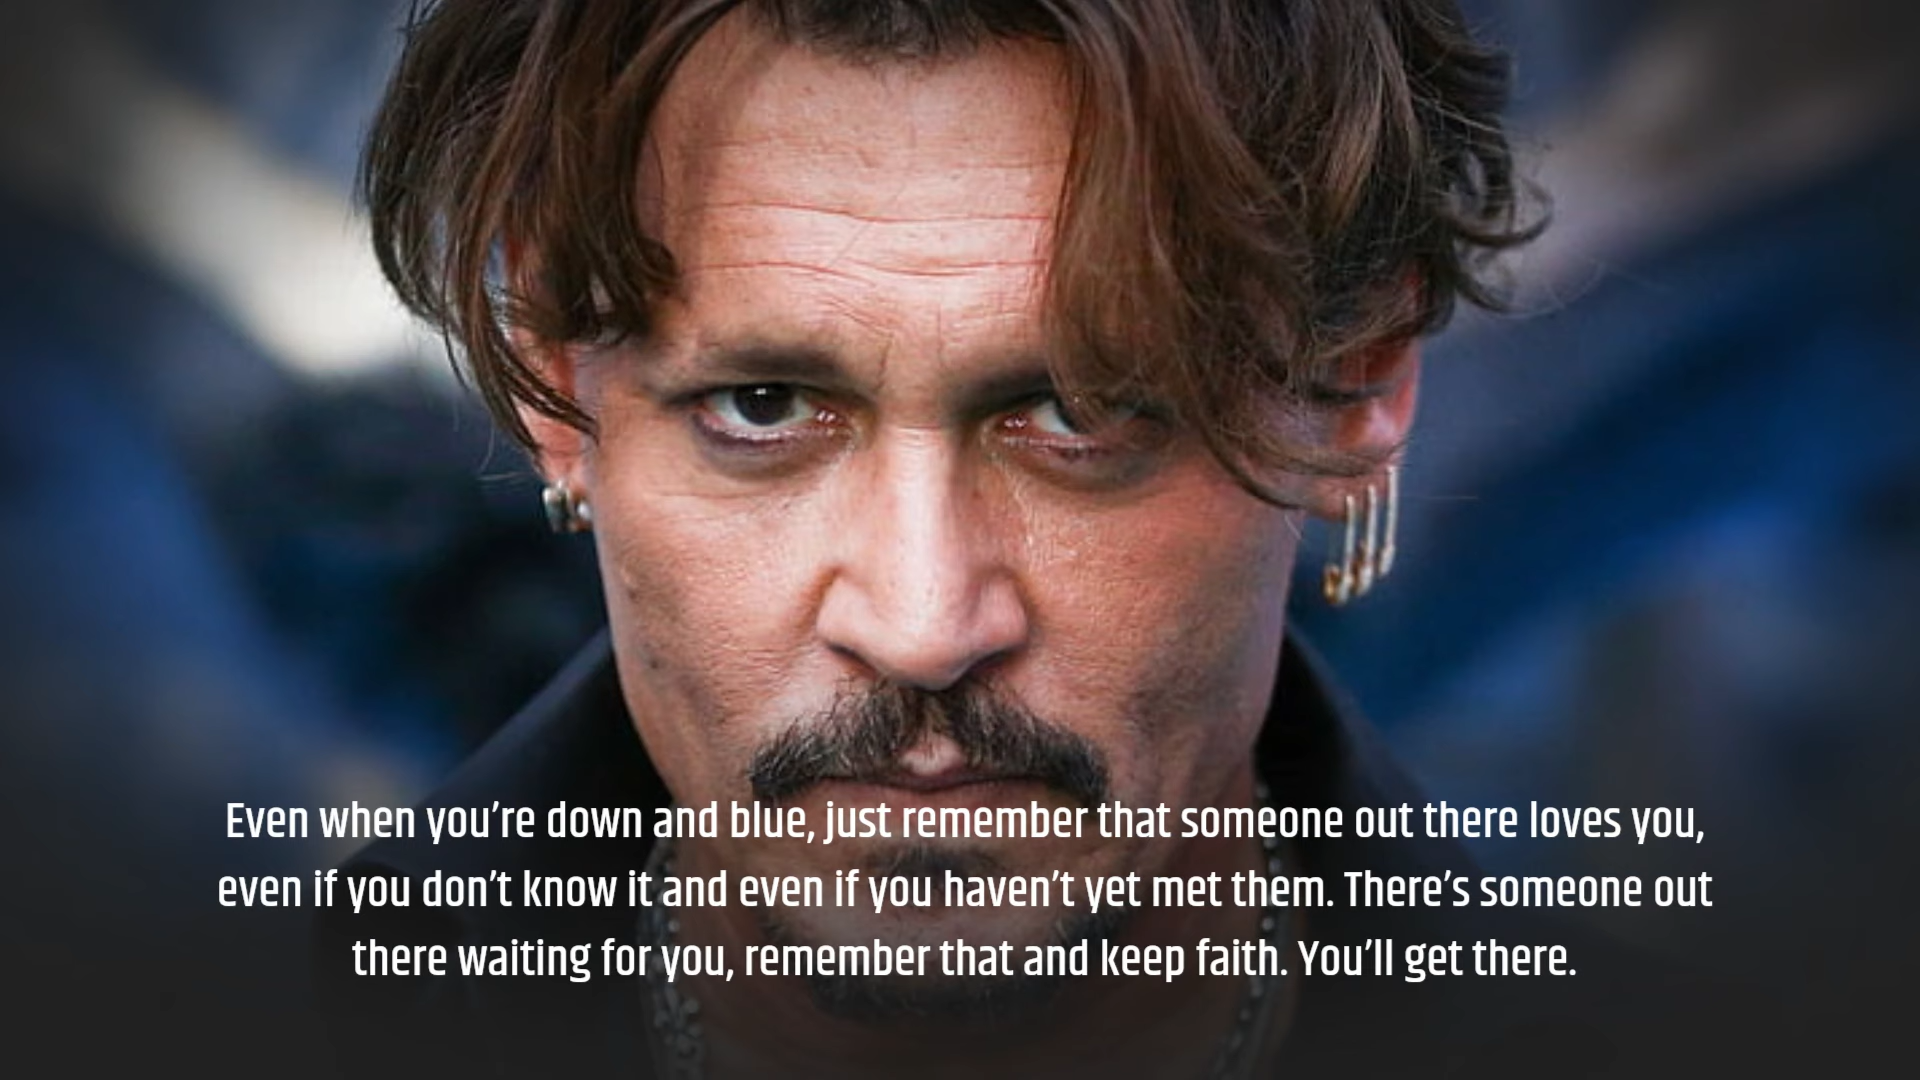 Even when you’re down and blue, just remember that someone out there loves you,
even if you don’t know it and even if you haven’t yet met them. There’s someone out
there waiting for you, remember that and keep faith. You’ll get there.